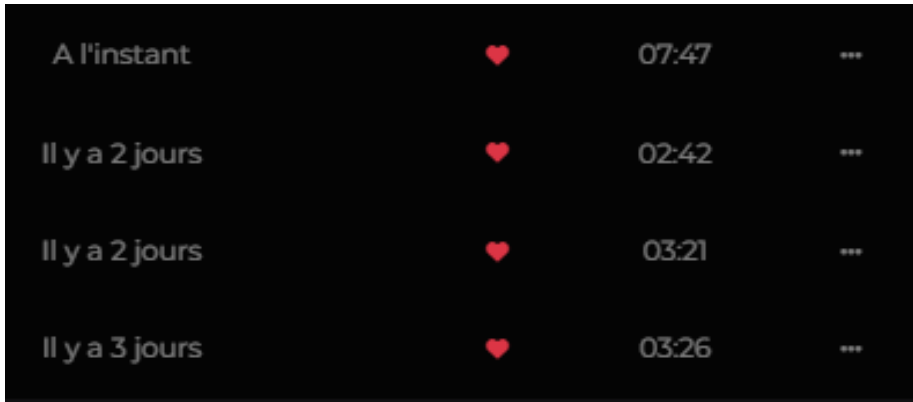 A l'instant 07:47 ...
Il y a 2 jours 02:42 ...
Il y a 2 jours 03:21 ...
Il y a 3 jours 03:26 ...